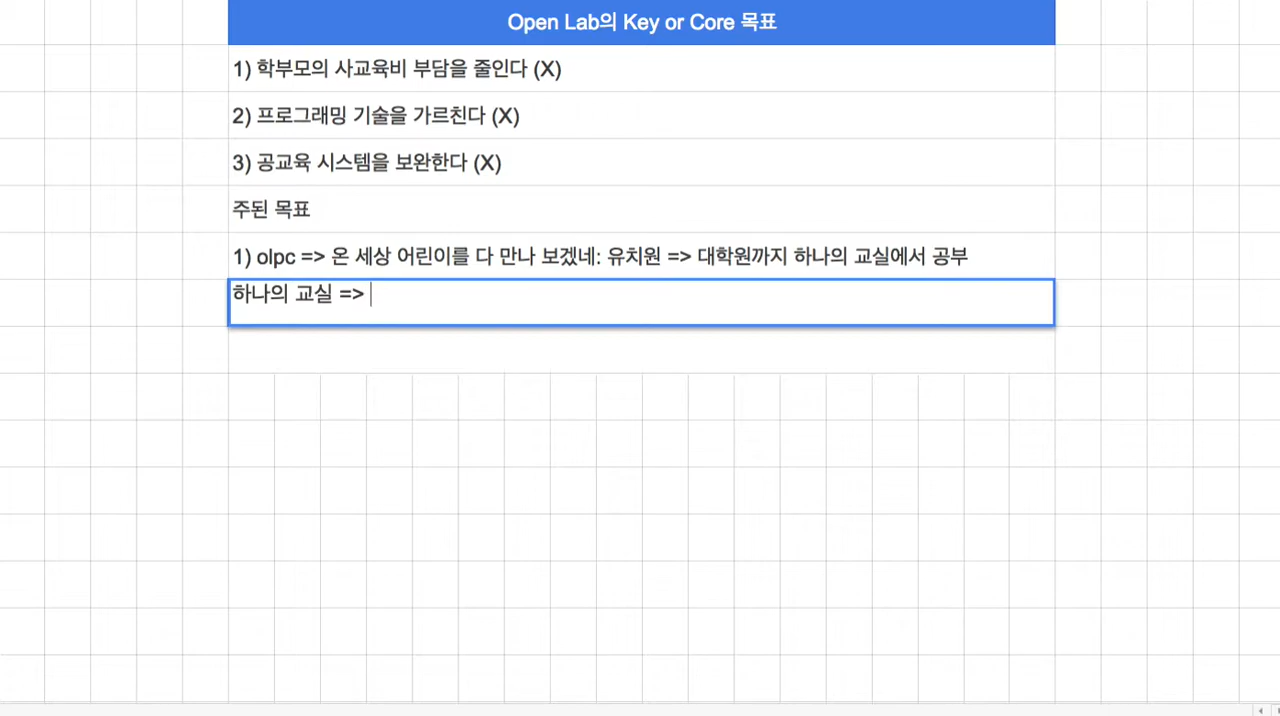 Open Lab의 Key or Core 목표
1) 학부모의 사교육비 부담을 줄인다 (X)
2) 프로그래밍 기술을 가르친다 (X)
3) 공교육 시스템을 보완한다 (X)
주된 목표
1) olpc => 온 세상 어린이를 다 만나 보겠네: 유치원 => 대학원까지 하나의 교실에서 공부
하나의 교실 =>